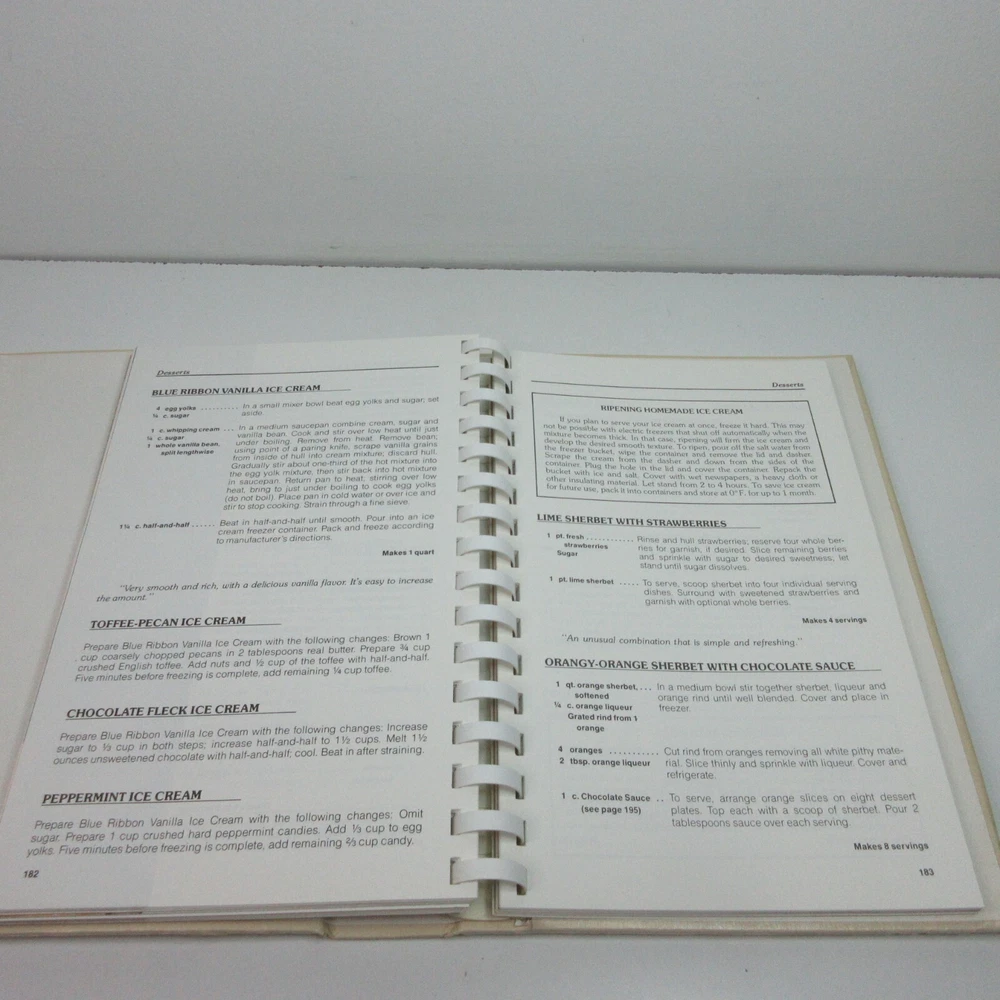 Desserts
BLUE RIBBON VANILLA ICE CREAM
4 egg yolks .......... In a small mixer bowl beat egg yolks and sugar; set
¼ c. sugar aside.
1 c. whipping cream ... In a medium saucepan combine cream, sugar and
¼ c. sugar vanilla bean. Cook and stir over low heat until just
1 whole vanilla bean, under boiling. Remove from heat. Remove bean;
split lengthwise using point of a paring knife, scrape vanilla grains
from inside of hull into cream mixture; discard hull.
Gradually stir about one-third of the hot mixture into
the egg yolk mixture, then stir back into hot mixture
in saucepan. Return pan to heat, stirring over low
heat, bring to just under boiling to cook egg yolks
(do not boil). Place pan in cold water or over ice and
stir to stop cooking. Strain through a fine sieve.
1¼ c. half-and-half ...... Beat in half-and-half until smooth. Pour into an ice
cream freezer container. Pack and freeze according
to manufacturer's directions.
Makes 1 quart
"Very smooth and rich, with a delicious vanilla flavor. It's easy to increase
the amount."
TOFFEE-PECAN ICE CREAM
Prepare Blue Ribbon Vanilla Ice Cream with the following changes: Brown 1
cup coarsely chopped pecans in 2 tablespoons real butter. Prepare ¾ cup
crushed English toffee. Add nuts and ½ cup of the toffee with half-and-half.
Five minutes before freezing is complete, add remaining ¼ cup toffee.
CHOCOLATE FLECK ICE CREAM
Prepare Blue Ribbon Vanilla Ice Cream with the following changes: Increase
sugar to ⅓ cup in both steps; increase half-and-half to 1½ cups. Melt 1½
ounces unsweetened chocolate with half-and-half; cool. Beat in after straining.
PEPPERMINT ICE CREAM
Prepare Blue Ribbon Vanilla Ice Cream with the following changes: Omit
sugar. Prepare 1 cup crushed hard peppermint candies. Add ⅓ cup to egg
yolks. Five minutes before freezing is complete, add remaining ⅔ cup candy.
182
Desserts
RIPENING HOMEMADE ICE CREAM
If you plan to serve your ice cream at once, freeze it hard. This may
not be possible with electric freezers that shut off automatically when the
mixture becomes thick. In that case, ripening will firm the ice cream and
develop the desired smooth texture. To ripen, pour off the salt water from
the freezer bucket, wipe the container and remove the lid and dasher.
Scrape the cream from the dasher and down from the sides of the
container. Plug the hole in the lid and cover the container. Repack the
bucket with ice and salt. Cover with wet newspapers, a heavy cloth or
other insulating material. Let stand from 2 to 4 hours. To save ice cream
for future use, pack it into containers and store at 0°F. for up to 1 month.
LIME SHERBET WITH STRAWBERRIES
1 pt. fresh ............ Rinse and hull strawberries; reserve four whole ber-
strawberries ries for garnish, if desired. Slice remaining berries
Sugar and sprinkle with sugar to desired sweetness; let
stand until sugar dissolves.
1 pt. lime sherbet ..... To serve, scoop sherbet into four individual serving
dishes. Surround with sweetened strawberries and
garnish with optional whole berries.
Makes 4 servings
"An unusual combination that is simple and refreshing."
ORANGY-ORANGE SHERBET WITH CHOCOLATE SAUCE
1 qt. orange sherbet, ... In a medium bowl stir together sherbet, liqueur and
softened orange rind until well blended. Cover and place in
¼ c. orange liqueur freezer.
Grated rind from 1
orange
4 oranges ........... Cut rind from oranges removing all white pithy mate-
2 tbsp. orange liqueur rial. Slice thinly and sprinkle with liqueur. Cover and
refrigerate.
1 c. Chocolate Sauce .. To serve, arrange orange slices on eight dessert
(see page 195) plates. Top each with a scoop of sherbet. Pour 2
tablespoons sauce over each serving.
Makes 8 servings
183